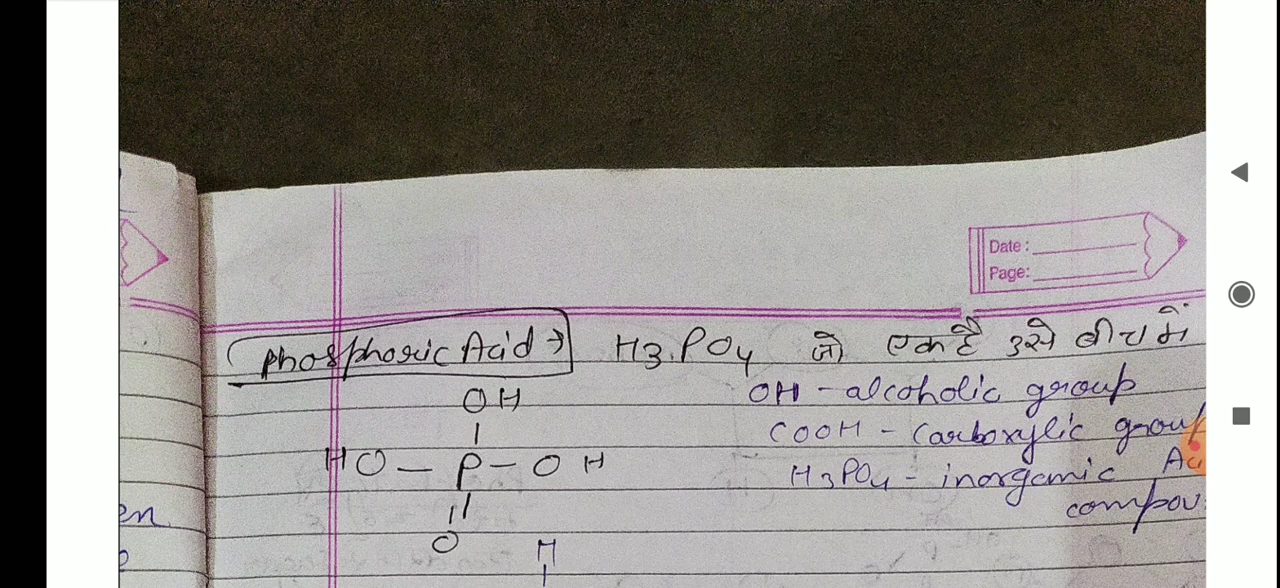 Date :
Page:
Phosphoric Acid → H3PO4 जो एक है उसे बीच में
OH
OH - alcoholic group
COOH - Carboxylic group
HO - P - OH
H3PO4 - inorganic
compou
en
O
H